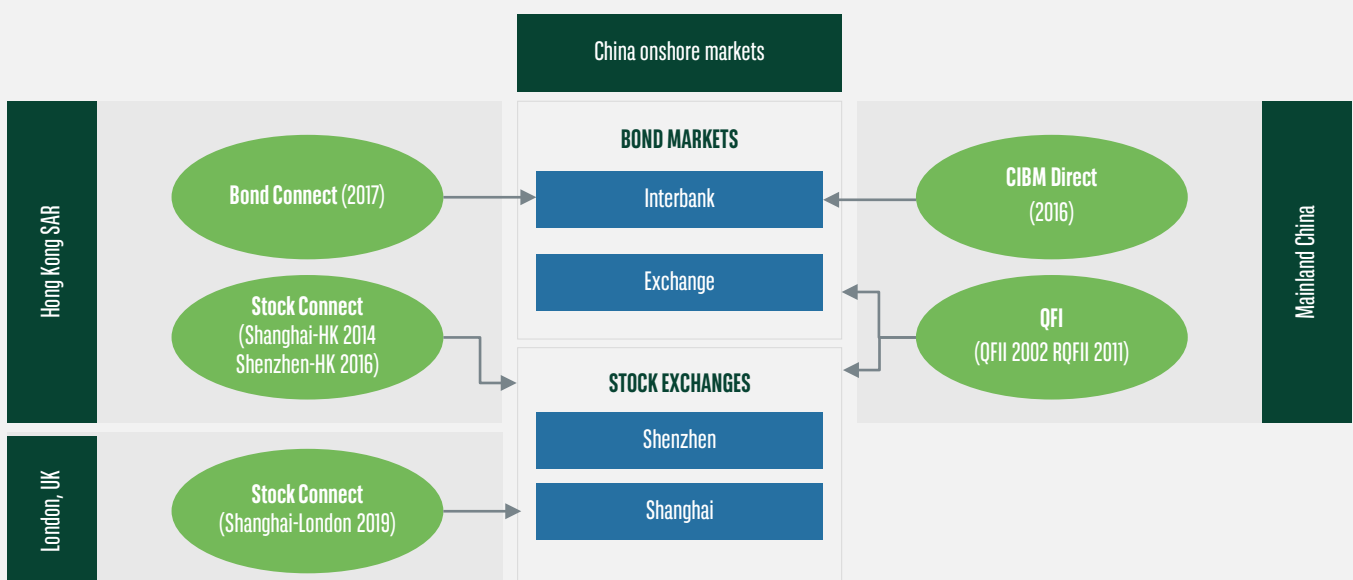 China onshore markets
Hong Kong SAR
Bond Connect (2017)
Stock Connect
(Shanghai-HK 2014
Shenzhen-HK 2016)
London, UK
Stock Connect
(Shanghai-London 2019)
BOND MARKETS
Interbank
Exchange
STOCK EXCHANGES
Shenzhen
Shanghai
CIBM Direct
(2016)
QFI
(QFII 2002 RQFII 2011)
Mainland China